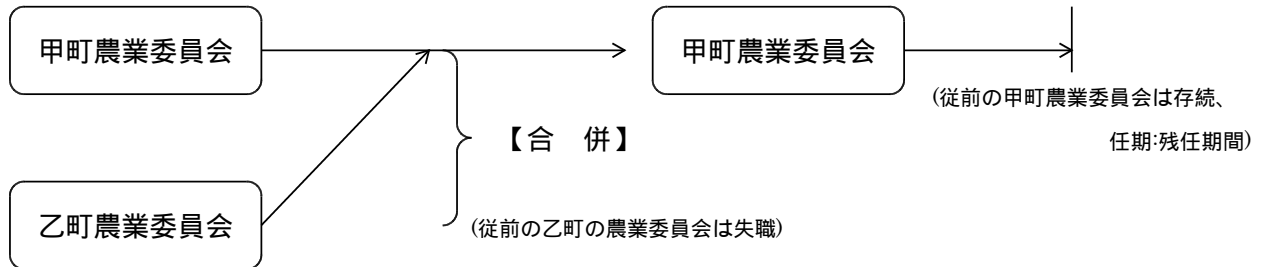 甲町農業委員会
甲町農業委員会
(従前の甲町農業委員会は存続、
任期:残任期間)
【合　併】
乙町農業委員会
(従前の乙町の農業委員会は失職)